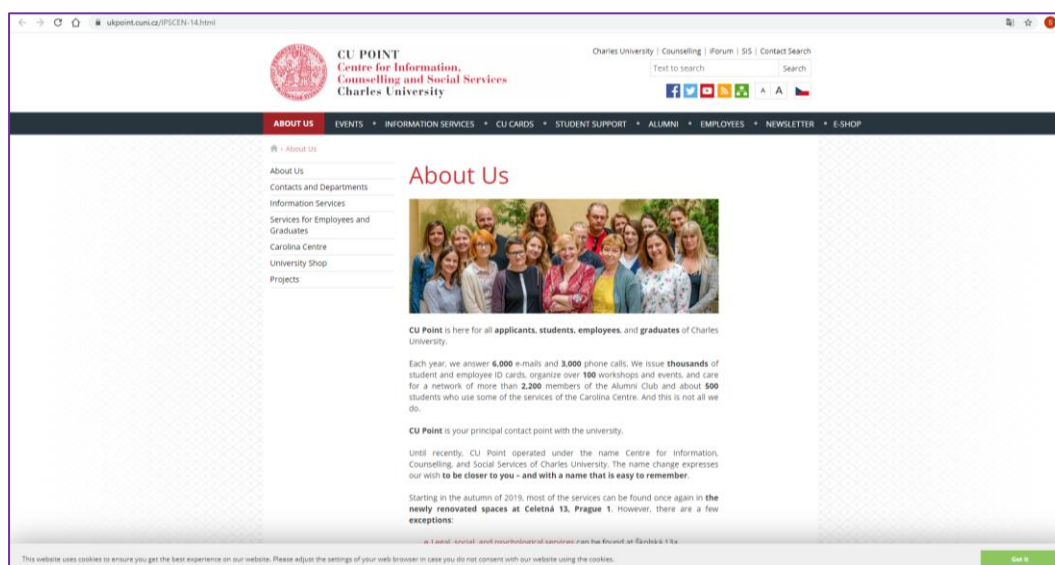 ukpoint.cuni.cz/IPSCEN-14.html
CU POINT
Centre for Information,
Counselling and Social Services
Charles University
Charles University | Counselling | iForum | SIS | Contact Search
Text to search Search
A A
ABOUT US EVENTS • INFORMATION SERVICES • CU CARDS • STUDENT SUPPORT • ALUMNI • EMPLOYEES • NEWSLETTER • E-SHOP
› About Us
About Us
Contacts and Departments
Information Services
Services for Employees and
Graduates
Carolina Centre
University Shop
Projects
About Us
CU Point is here for all applicants, students, employees, and graduates of Charles
University.
Each year, we answer 6,000 e-mails and 3,000 phone calls. We issue thousands of
student and employee ID cards, organize over 100 workshops and events, and care
for a network of more than 2,200 members of the Alumni Club and about 500
students who use some of the services of the Carolina Centre. And this is not all we
do.
CU Point is your principal contact point with the university.
Until recently, CU Point operated under the name Centre for Information,
Counselling, and Social Services of Charles University. The name change expresses
our wish to be closer to you – and with a name that is easy to remember.
Starting in the autumn of 2019, most of the services can be found once again in the
newly renovated spaces at Celetná 13, Prague 1. However, there are a few
exceptions:
Legal, social, and psychological services can be found at Školská 13a
This website uses cookies to ensure you get the best experience on our website. Please adjust the settings of your web browser in case you do not consent with our website using the cookies.
Got it